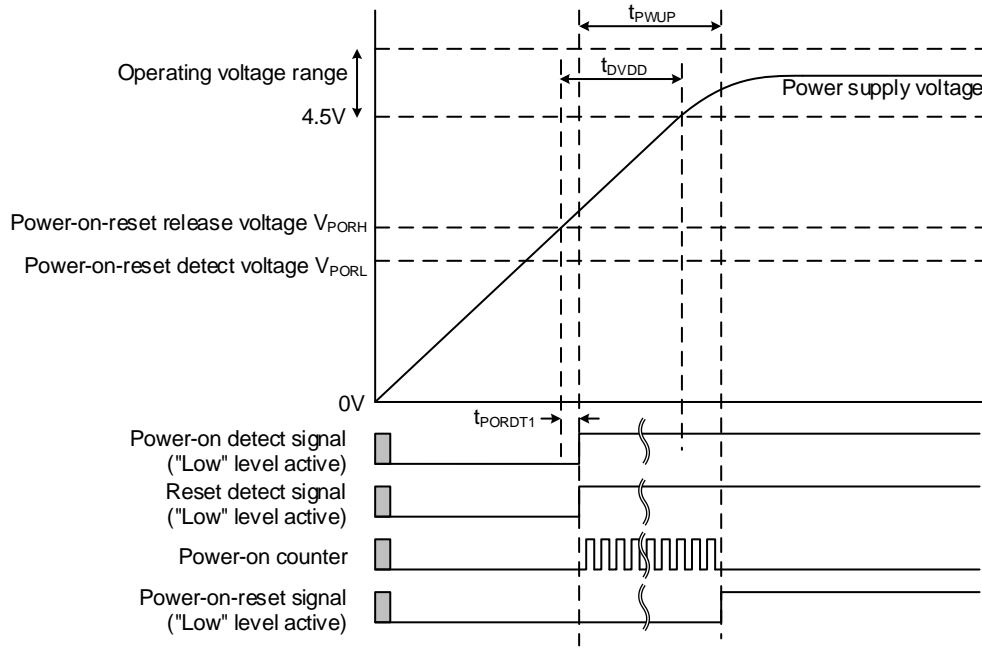 tPWUP
Operating voltage range
tDVDD
Power supply voltage
4.5V
Power-on-reset release voltage VPORH
Power-on-reset detect voltage VPORL
0V
tPORDT1
Power-on detect signal
("Low" level active)
Reset detect signal
("Low" level active)
Power-on counter
Power-on-reset signal
("Low" level active)